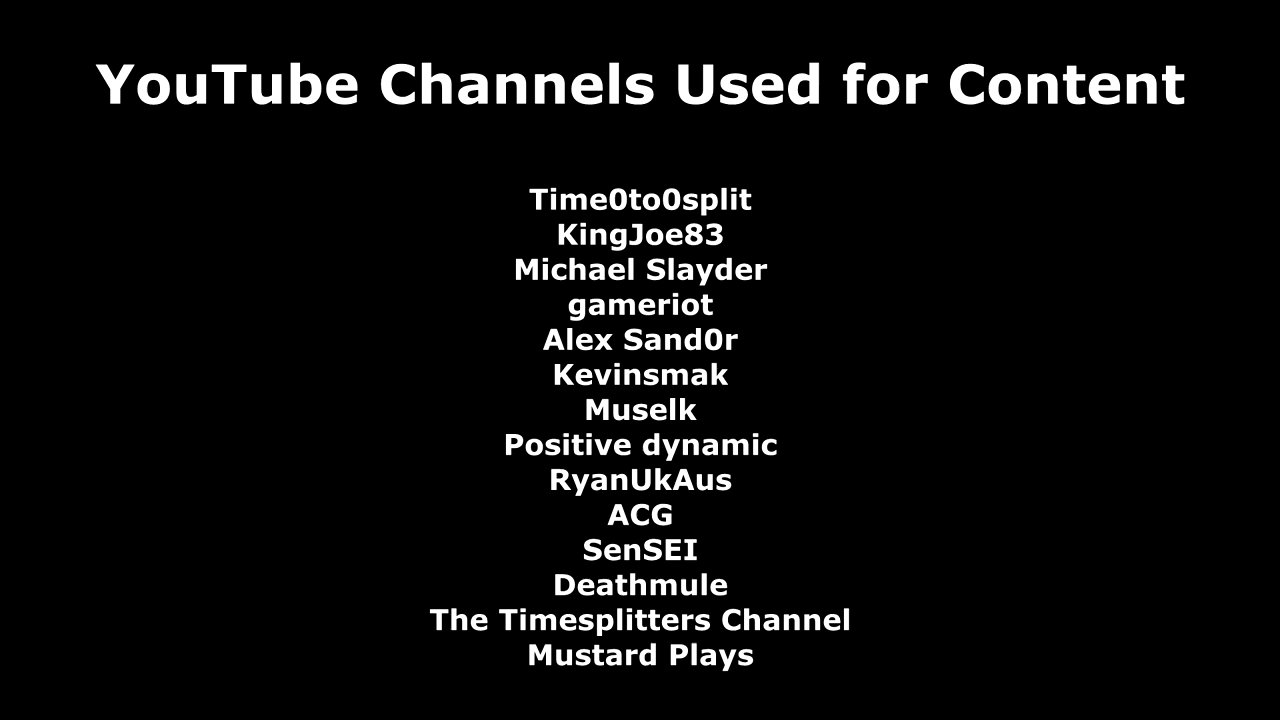 YouTube Channels Used for Content
Time0to0split
KingJoe83
Michael Slayder
gameriot
Alex Sand0r
Kevinsmak
Muselk
Positive dynamic
RyanUkAus
ACG
SenSEI
Deathmule
The Timesplitters Channel
Mustard Plays